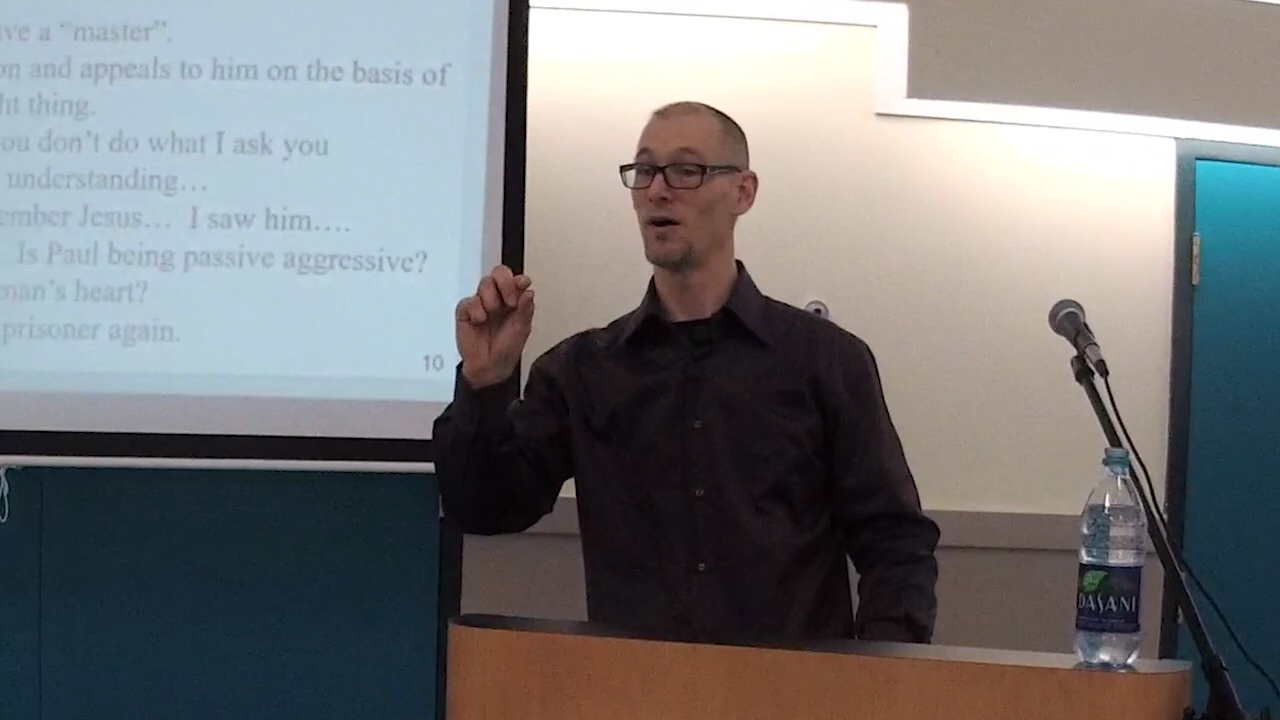 ve a “master”.
on and appeals to him on the basis of
ht thing.
ou don’t do what I ask you
understanding…
ember Jesus…  I saw him….
Is Paul being passive aggressive?
man’s heart?
prisoner again.
10
DASANI